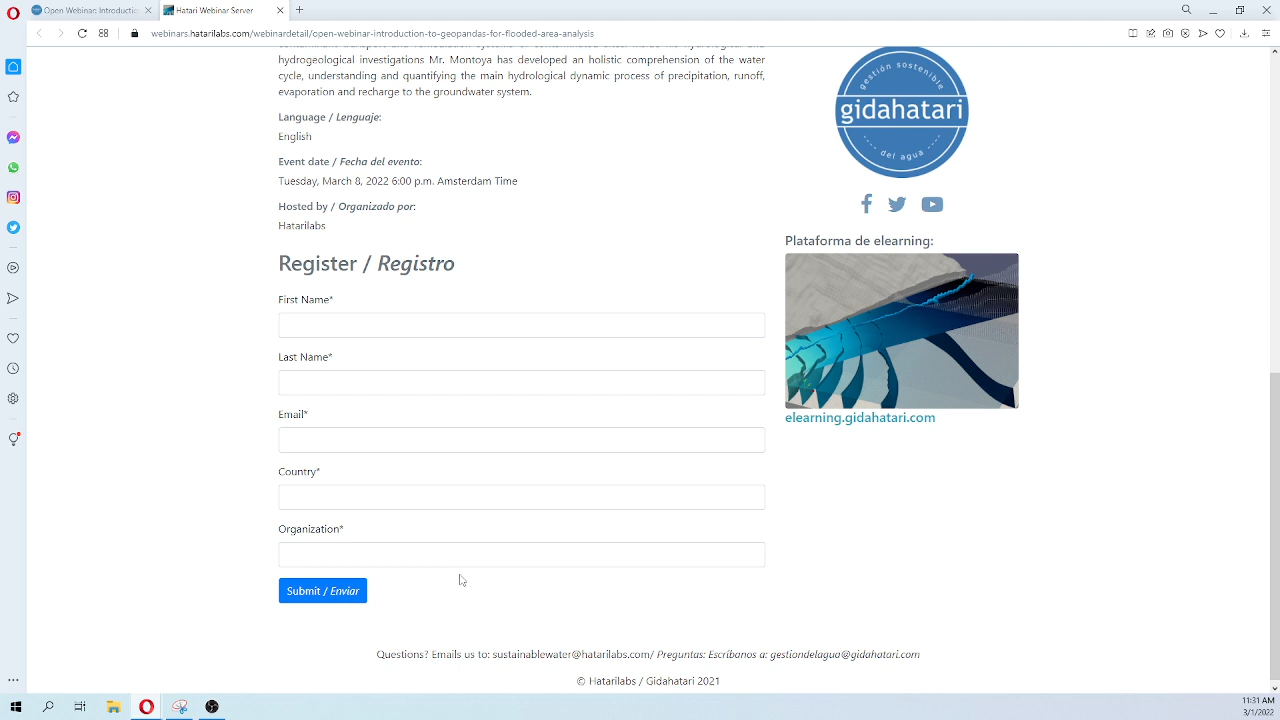 Open Webinar: Introductic
Hatari Webinar Server
webinars.hatarilabs.com/webinardetail/open-webinar-introduction-to-geopandas-for-flooded-area-analysis
hydrogeological investigations Mr. Montoya has developed an holistic comprehension of the water
cycle, understanding and quantifying the main hydrological dynamic process of precipitation, runoff,
evaporation and recharge to the groundwater system.
Language / Lenguaje:
English
Event date / Fecha del evento:
Tuesday, March 8, 2022 6:00 p.m. Amsterdam Time
Hosted by / Organizado por:
Hatarilabs
Register / Registro
First Name*
Last Name*
Email*
Country*
Organization*
Submit / Enviar
gestión sostenible
gidahatari
del agua
Plataforma de elearning:
elearning.gidahatari.com
Questions? Emails us to: sustainablewater@hatarilabs.com/ Preguntas: Escríbanos a: gestiondelagua@gidahatari.com
© Hatarilabs / Gidahatari 2021
11:31 AM
3/1/2022